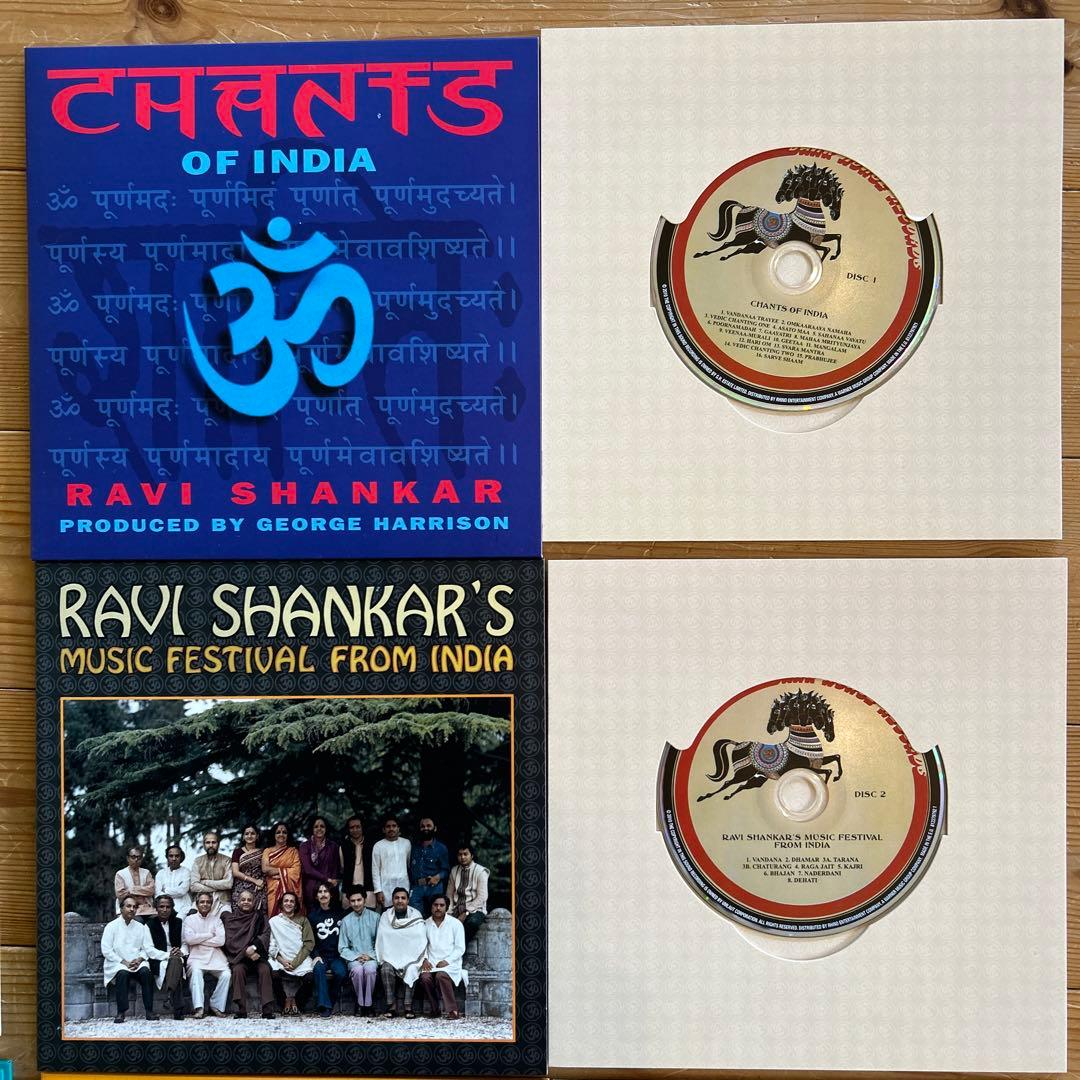 CHANTS
OF INDIA
ॐ पूर्णमदः पूर्णमिदं पूर्णात् पूर्णमुदच्यते।
पूर्णस्य पूर्णमादा पूर्णमेवावशिष्यते।।
ॐ पूर्णमदः पूर्णमुदच्यते।
पूर्णस्य
ॐ पूर्णमदः पूर्णात् पूर्णमुदच्यते।
पूर्णस्य पूर्णमादाय पूर्णमेवावशिष्यते।।
ॐ
RAVI SHANKAR
PRODUCED BY GEORGE HARRISON
DARK HORSE RECORDS
DISC 1
CHANTS OF INDIA
1. VANDANAA TRAYEE 2. OMKAARAAYA NAMAHA
3. VEDIC CHANTING ONE 4. ASATO MAA 5. SAHANAA VAVATU
6. POORNAMADAH 7. GAAYATRI 8. MAHAA MRITYUNJAYA
9. VEENAA-MURALI 10. GEETAA 11. MANGALAM
12. HARI OM 13. SVARA MANTRA
14. VEDIC CHANTING TWO 15. PRABHUJEE
16. SARVE SHAAM
RAVI SHANKAR'S
MUSIC FESTIVAL FROM INDIA
ॐ
DARK HORSE RECORDS
DISC 2
RAVI SHANKAR'S MUSIC FESTIVAL
FROM INDIA
1. VANDANA 2. DHAMAR 3A. TARANA
3B. CHATURANG 4. RAGA JAIT 5. KAJRI
6. BHAJAN 7. NADERDANI
8. DEHATI